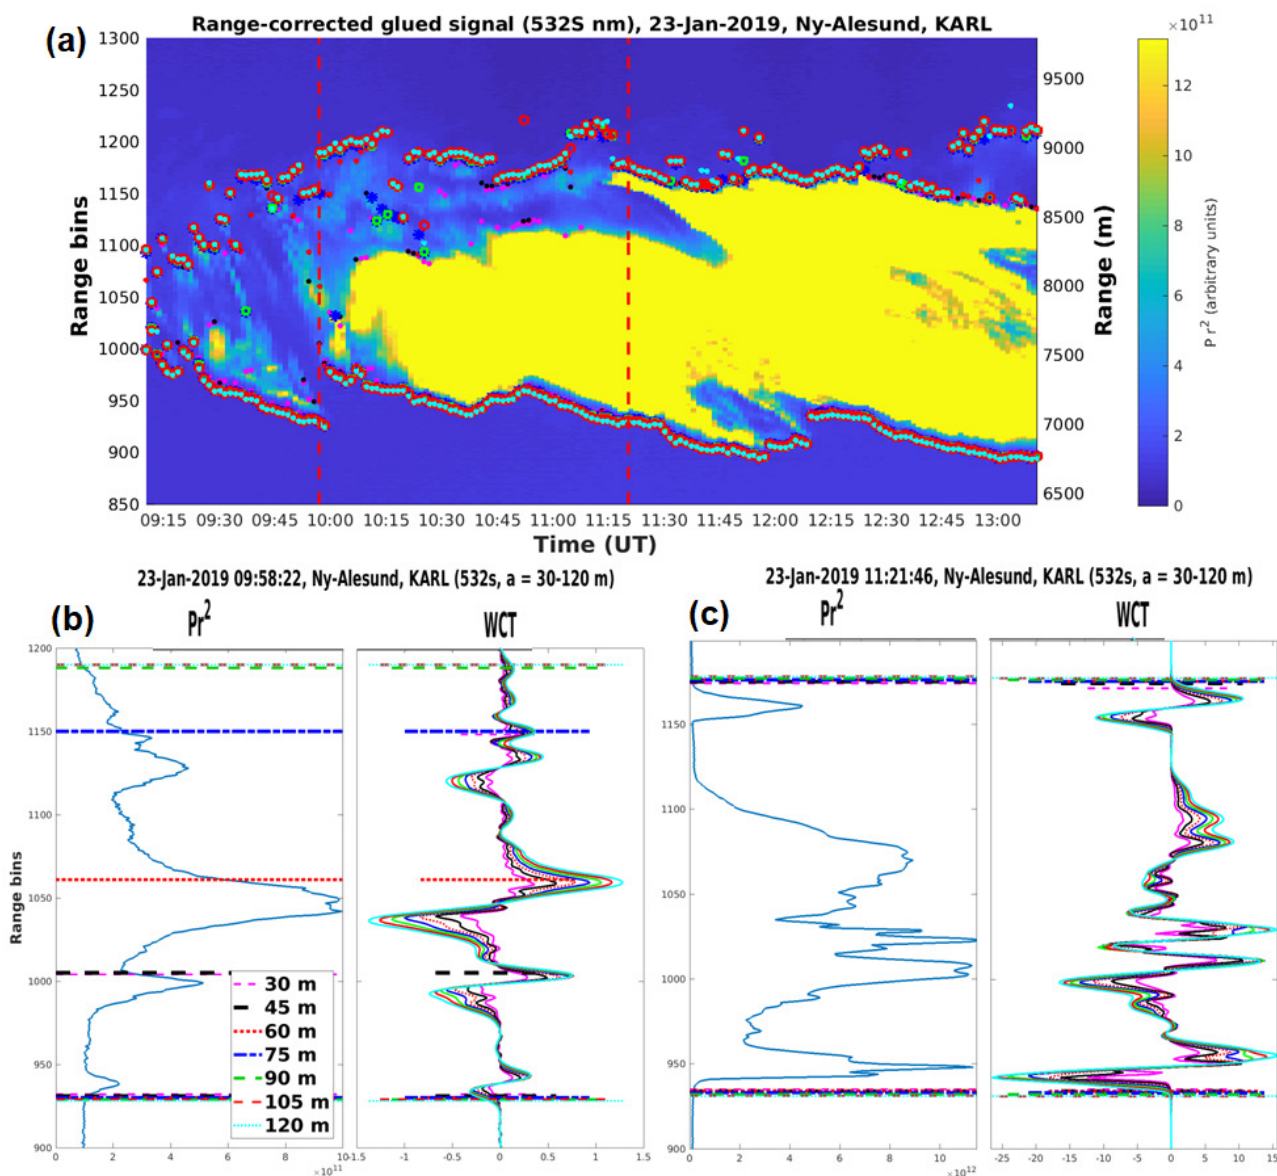 (a)
Range-corrected glued signal (532S nm), 23-Jan-2019, Ny-Alesund, KARL
×10¹¹
1300
1250
1200
1150
1100
1050
1000
950
900
850
Range bins
9500
9000
8500
8000
7500
7000
6500
Range (m)
12
10
8
6
4
2
0
P r² (arbitrary units)
09:15 09:30 09:45 10:00 10:15 10:30 10:45 11:00 11:15 11:30 11:45 12:00 12:15 12:30 12:45 13:00
Time (UT)
23-Jan-2019 09:58:22, Ny-Alesund, KARL (532s, a = 30-120 m)
(b)
Pr²
WCT
1200
1150
1100
1050
1000
950
900
Range bins
30 m
45 m
60 m
75 m
90 m
105 m
120 m
0 2 4 6 8 10
×10¹¹
-1.5 -1 -0.5 0 0.5 1 1.5
23-Jan-2019 11:21:46, Ny-Alesund, KARL (532s, a = 30-120 m)
(c)
Pr²
WCT
1150
1100
1050
1000
950
900
0 2 4 6 8 10
×10¹²
-25 -20 -15 -10 -5 0 5 10 15